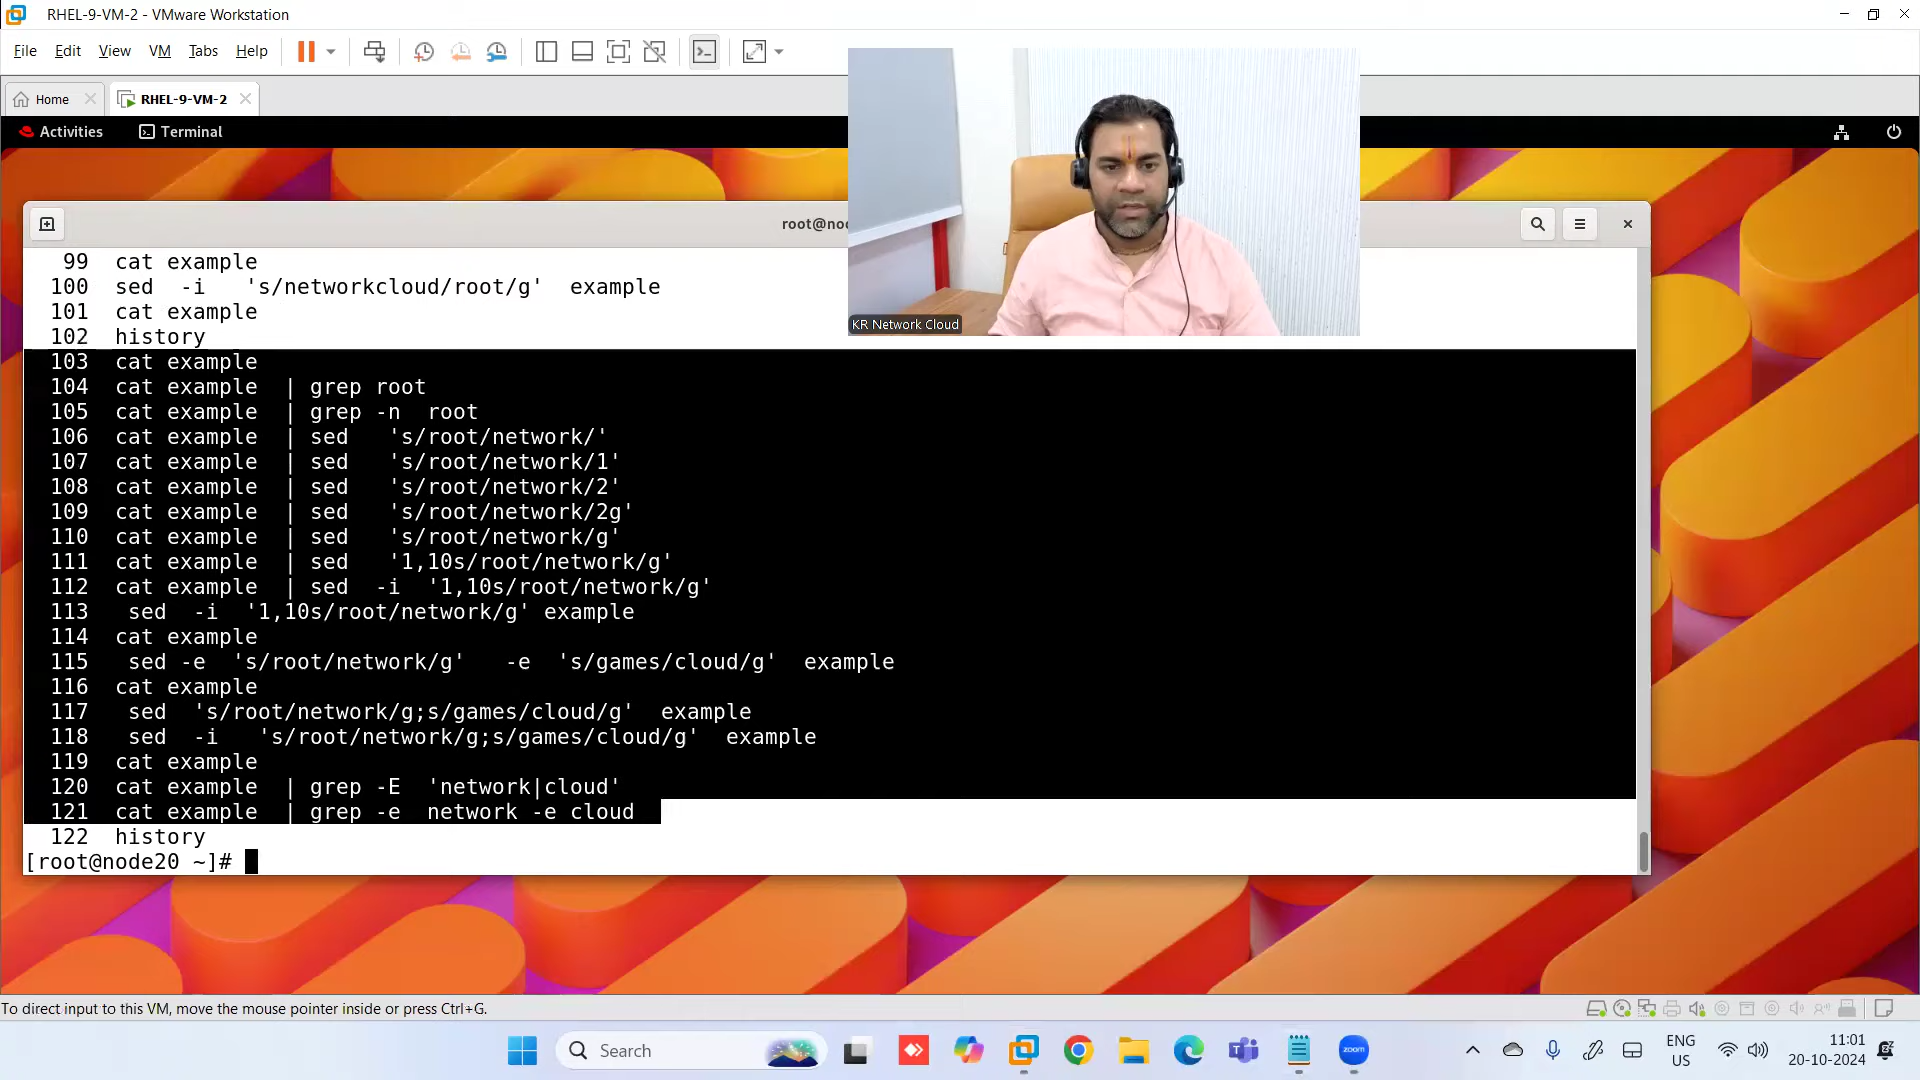 RHEL-9-VM-2 - VMware Workstation
File Edit View VM Tabs Help
Home RHEL-9-VM-2
Activities Terminal
root@no
99 cat example
100 sed -i 's/networkcloud/root/g' example
101 cat example
102 history
103 cat example
104 cat example | grep root
105 cat example | grep -n root
106 cat example | sed 's/root/network/'
107 cat example | sed 's/root/network/1'
108 cat example | sed 's/root/network/2'
109 cat example | sed 's/root/network/2g'
110 cat example | sed 's/root/network/g'
111 cat example | sed '1,10s/root/network/g'
112 cat example | sed -i '1,10s/root/network/g'
113 sed -i '1,10s/root/network/g' example
114 cat example
115 sed -e 's/root/network/g' -e 's/games/cloud/g' example
116 cat example
117 sed 's/root/network/g;s/games/cloud/g' example
118 sed -i 's/root/network/g;s/games/cloud/g' example
119 cat example
120 cat example | grep -E 'network|cloud'
121 cat example | grep -e network -e cloud
122 history
[root@node20 ~]#
KR Network Cloud
To direct input to this VM, move the mouse pointer inside or press Ctrl+G.
Search
zoom
ENG
US
11:01
20-10-2024